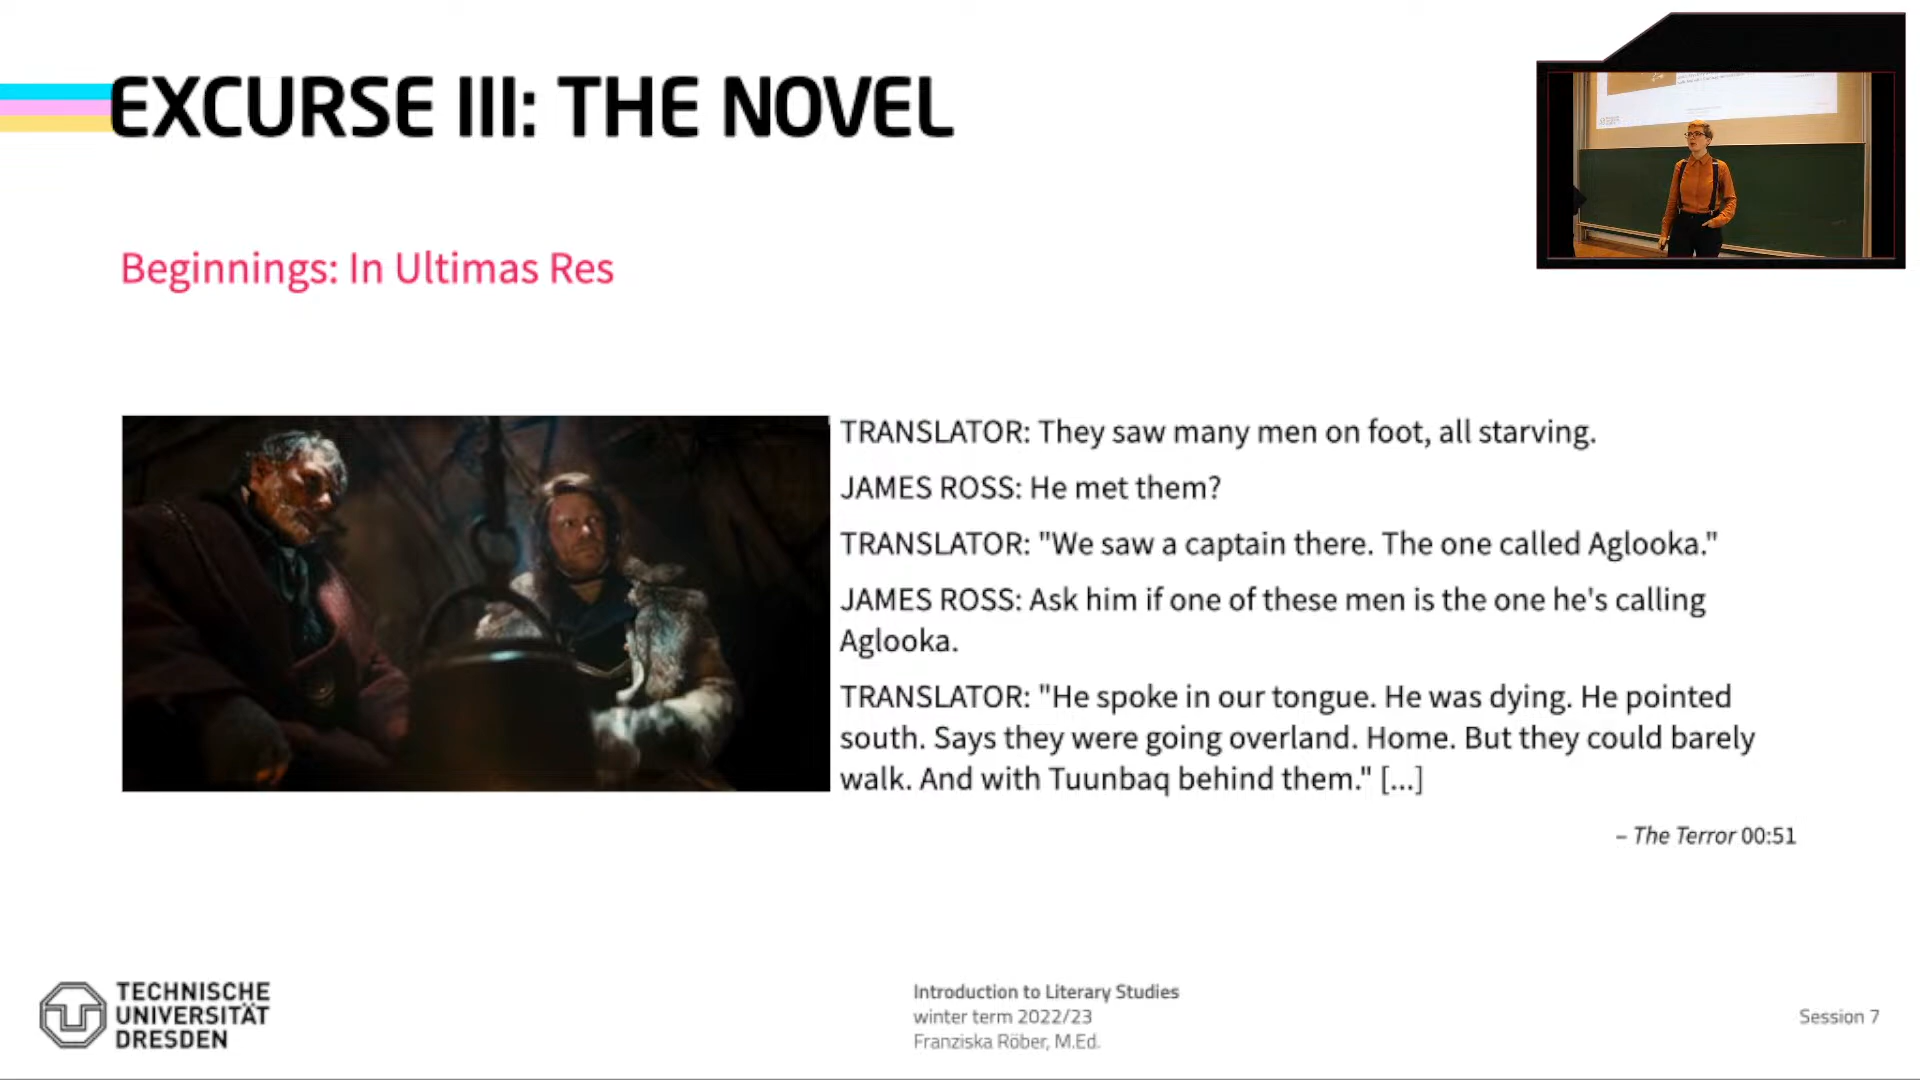 EXCURSE III: THE NOVEL
Beginnings: In Ultimas Res
TRANSLATOR: They saw many men on foot, all starving.
JAMES ROSS: He met them?
TRANSLATOR: "We saw a captain there. The one called Aglooka."
JAMES ROSS: Ask him if one of these men is the one he's calling
Aglooka.
TRANSLATOR: "He spoke in our tongue. He was dying. He pointed
south. Says they were going overland. Home. But they could barely
walk. And with Tuunbaq behind them." [...]
– The Terror 00:51
TECHNISCHE
UNIVERSITÄT
DRESDEN
Introduction to Literary Studies
winter term 2022/23
Franziska Röber, M.Ed.
Session 7